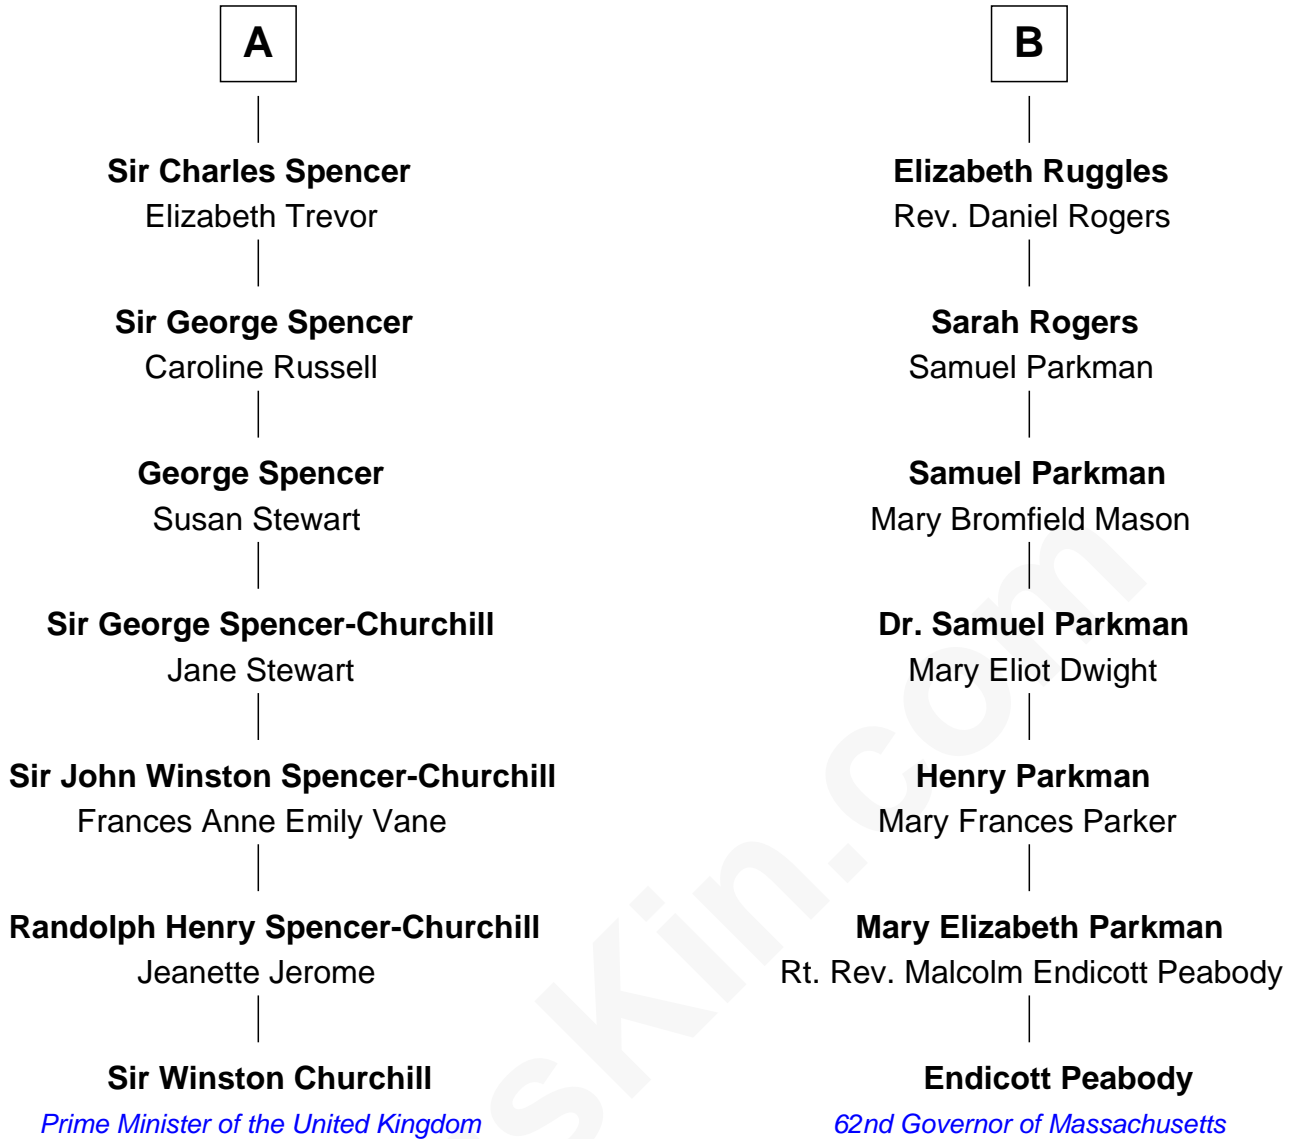 A
Sir Charles Spencer
Elizabeth Trevor
Sir George Spencer
Caroline Russell
George Spencer
Susan Stewart
Sir George Spencer-Churchill
Jane Stewart
Sir John Winston Spencer-Churchill
Frances Anne Emily Vane
Randolph Henry Spencer-Churchill
Jeanette Jerome
Sir Winston Churchill
Prime Minister of the United Kingdom
B
Elizabeth Ruggles
Rev. Daniel Rogers
Sarah Rogers
Samuel Parkman
Samuel Parkman
Mary Bromfield Mason
Dr. Samuel Parkman
Mary Eliot Dwight
Henry Parkman
Mary Frances Parker
Mary Elizabeth Parkman
Rt. Rev. Malcolm Endicott Peabody
Endicott Peabody
62nd Governor of Massachusetts
sKin.com